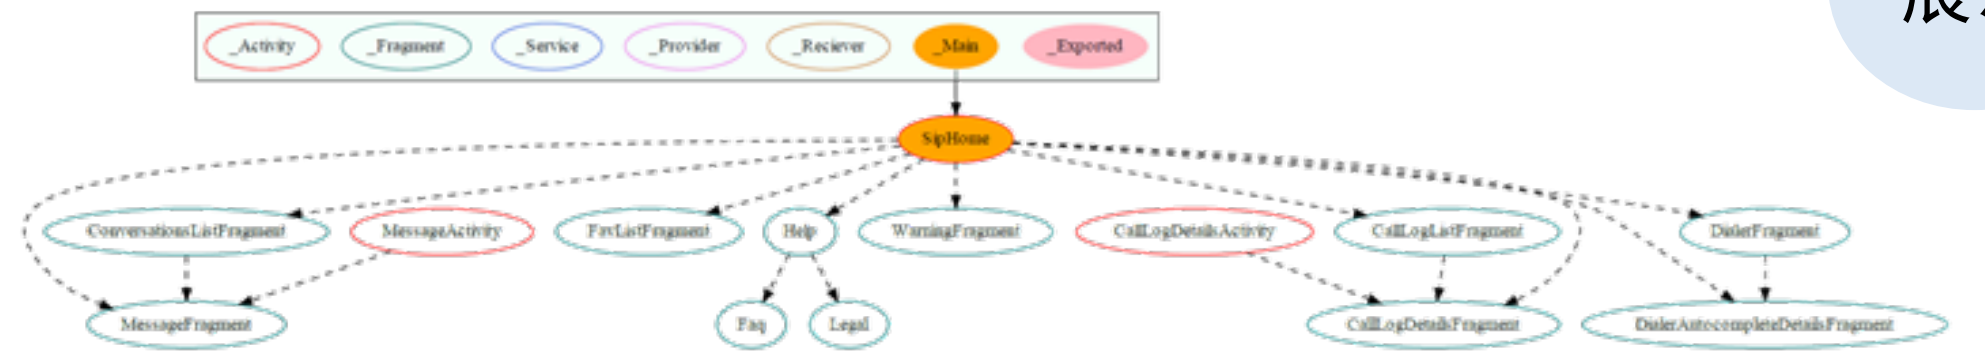 _Activity _Fragment _Service _Provider _Reciever _Main _Exported
SipHome
ConversationsListFragment MessageActivity FavListFragment Help WarningFragment CallLogDetailsActivity CallLogListFragment DialerFragment
MessageFragment Faq Legal CallLogDetailsFragment DialerAutocompleteDetailsFragment